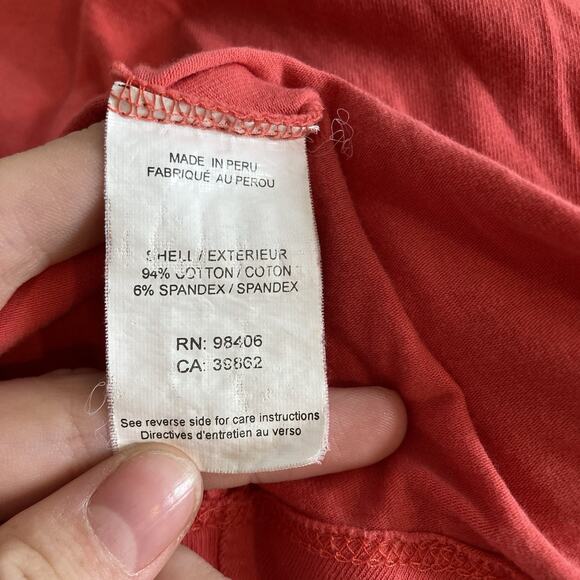 MADE IN PERU
FABRIQUÉ AU PEROU
SHELL / EXTERIEUR
94% COTTON / COTON
6% SPANDEX / SPANDEX
RN: 98406
CA: 39862
See reverse side for care instructions
Directives d'entretien au verso